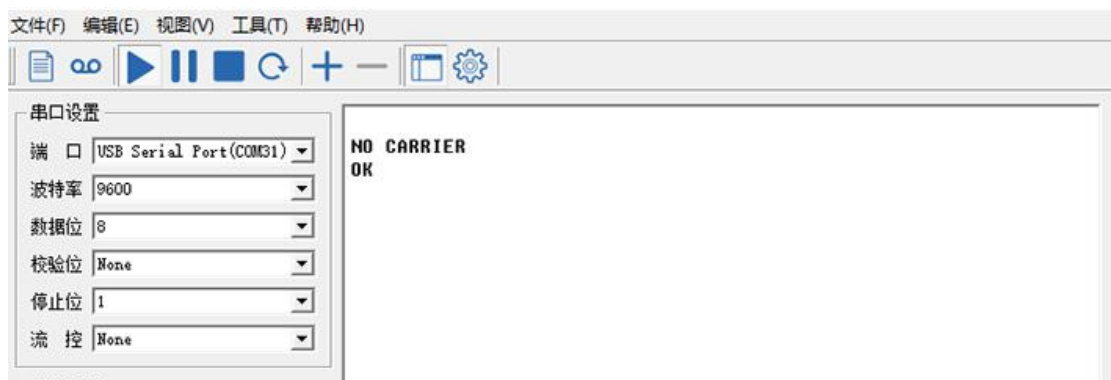 文件(F) 编辑(E) 视图(V) 工具(T) 帮助(H)
串口设置
端 口 USB Serial Port(COM31)
波特率 9600
数据位 8
校验位 None
停止位 1
流 控 None
NO CARRIER
OK